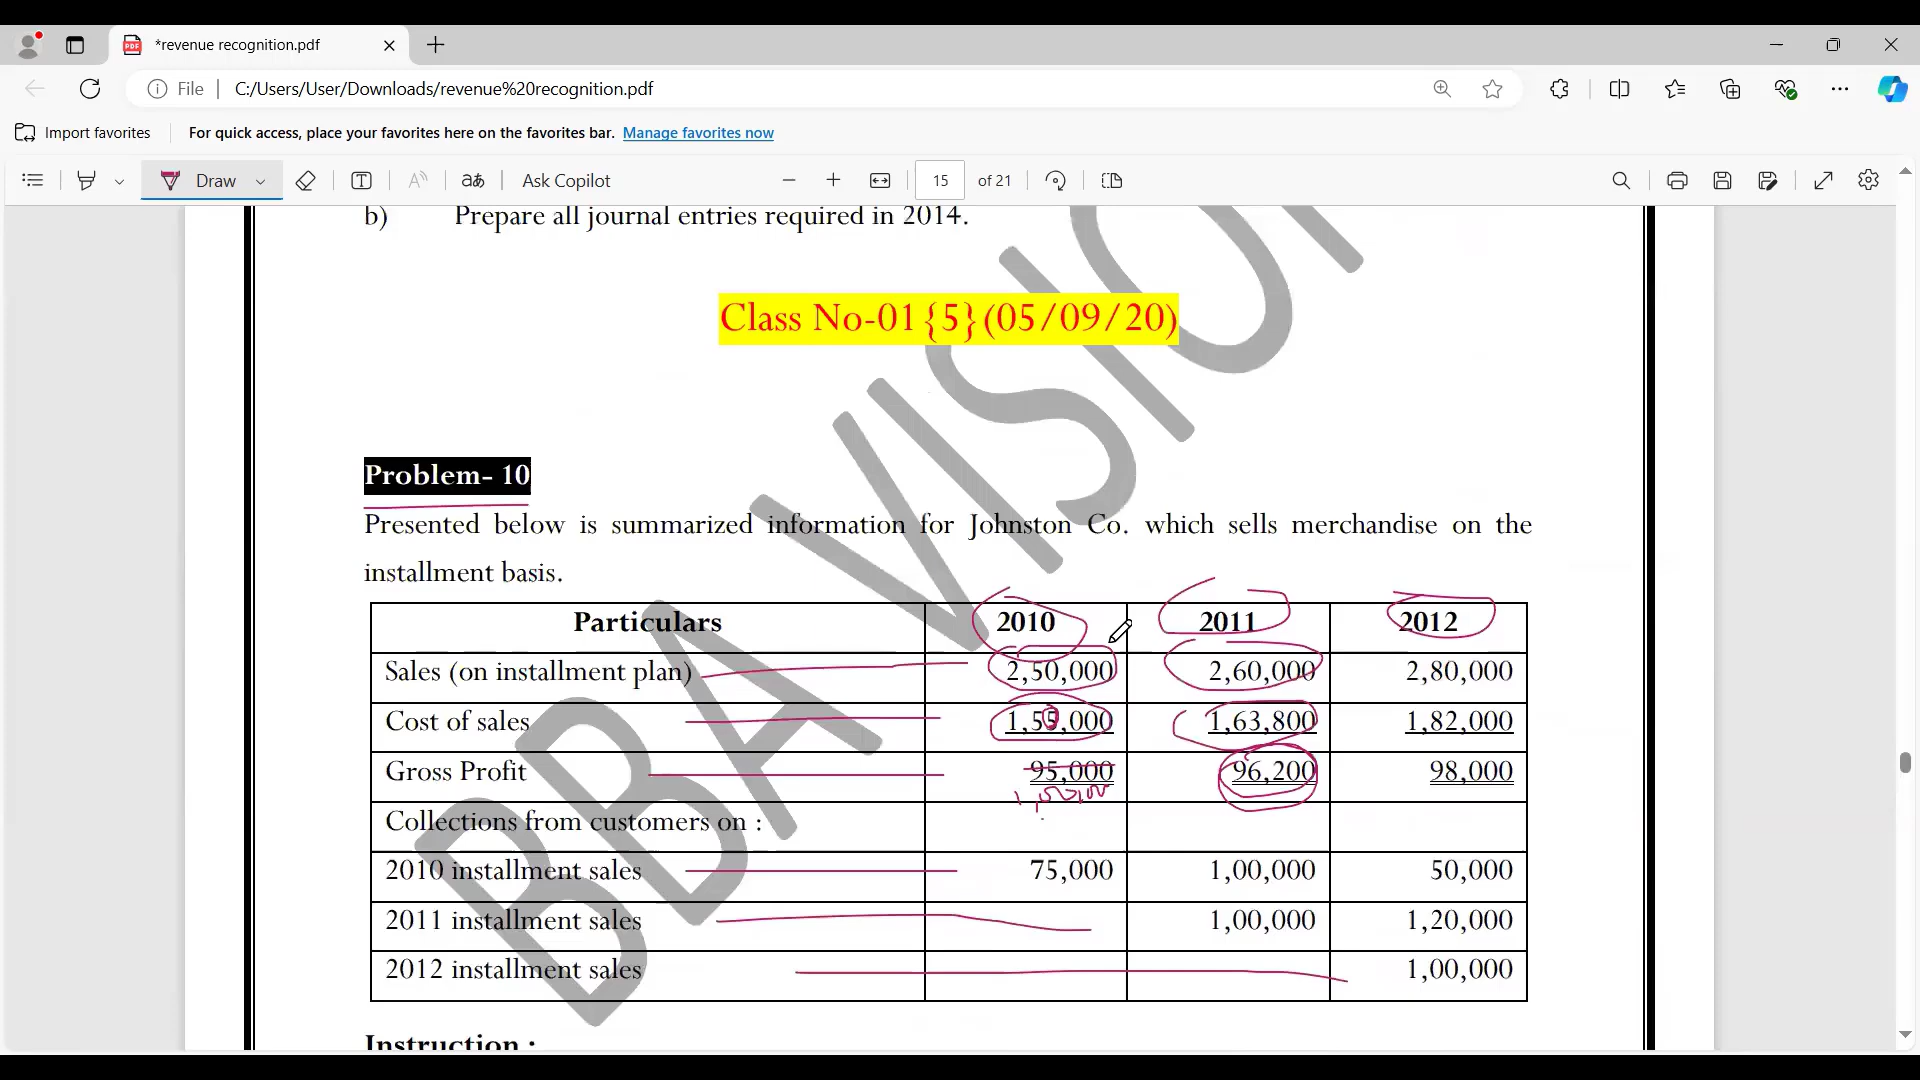 *revenue recognition.pdf
File C:/Users/User/Downloads/revenue%20recognition.pdf
Import favorites For quick access, place your favorites here on the favorites bar. Manage favorites now
Draw T A aあ Ask Copilot 15 of 21
b) Prepare all journal entries required in 2014.
Class No-01{5}(05/09/20)
BBA VISION
Problem- 10
Presented below is summarized information for Johnston Co. which sells merchandise on the
installment basis.
Particulars 2010 2011 2012
Sales (on installment plan) 2,50,000 2,60,000 2,80,000
Cost of sales 1,55,000 1,63,800 1,82,000
Gross Profit 95,000 96,200 98,000
Collections from customers on :
2010 installment sales 75,000 1,00,000 50,000
2011 installment sales 1,00,000 1,20,000
2012 installment sales 1,00,000
Instruction :